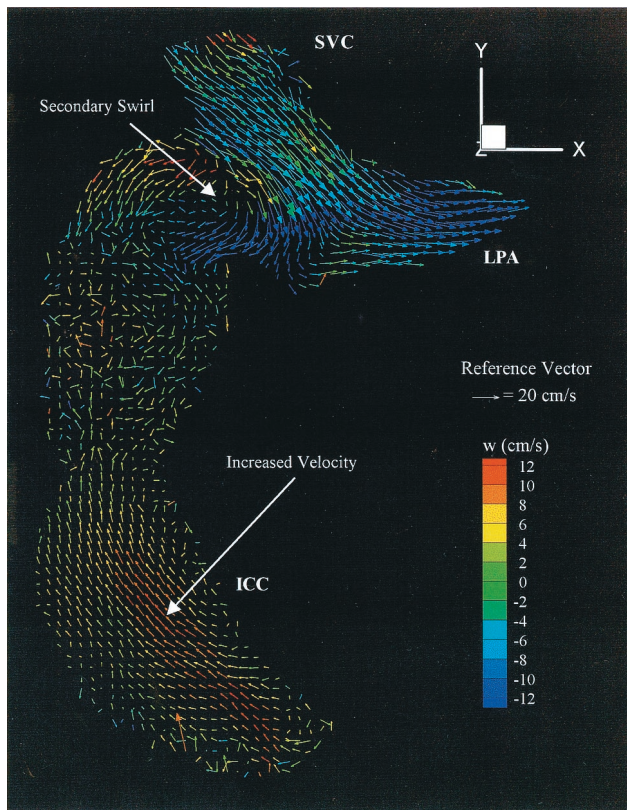 SVC
Y
Secondary Swirl
Z
X
LPA
Reference Vector
= 20 cm/s
w (cm/s)
12
10
8
6
4
2
0
-2
-4
-6
-8
-10
-12
Increased Velocity
ICC